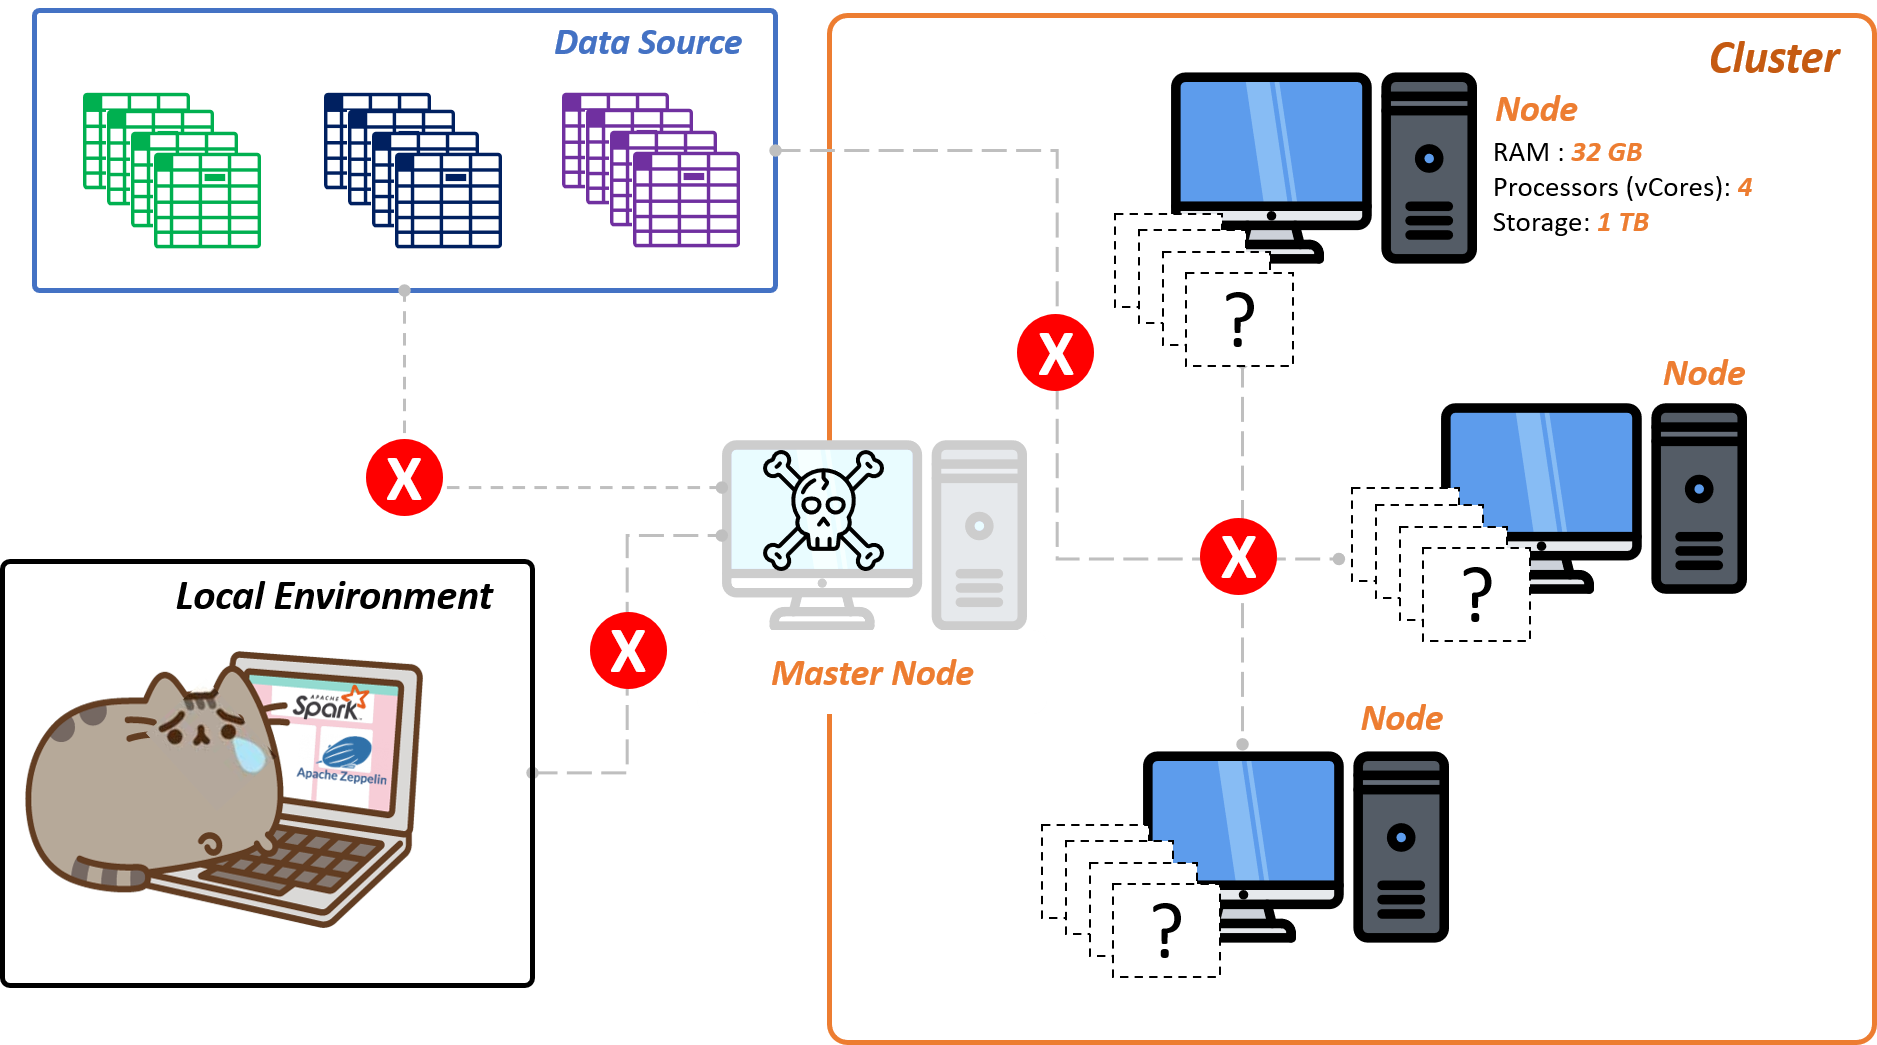 Data Source
Cluster
Node
RAM : 32 GB
Processors (vCores): 4
Storage: 1 TB
?
X
Node
X
X
?
Local Environment
X
Master Node
APACHE
Spark™
Apache Zeppelin
Node
?